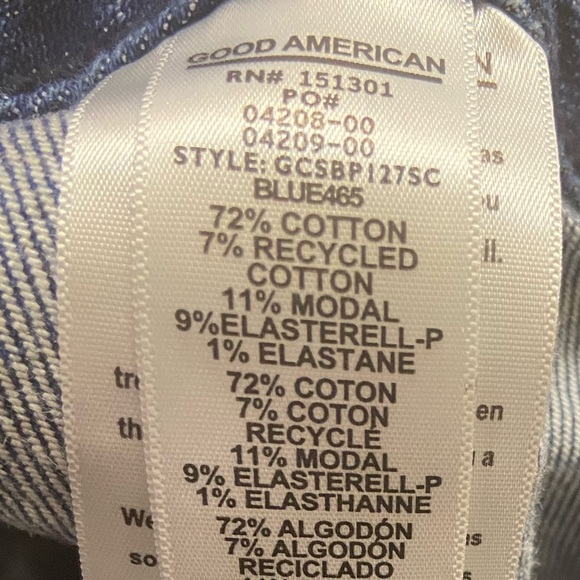 GOOD AMERICAN
RN# 151301
PO#
04208-00
04209-00
STYLE: GCSBP127SC
BLUE465
72% COTTON
7% RECYCLED
COTTON
11% MODAL
9%ELASTERELL-P
1% ELASTANE
72% COTON
7% COTON
RECYCLÉ
11% MODAL
9% ELASTERELL-P
1% ELASTHANNE
72% ALGODÓN
7% ALGODÓN
RECICLADO